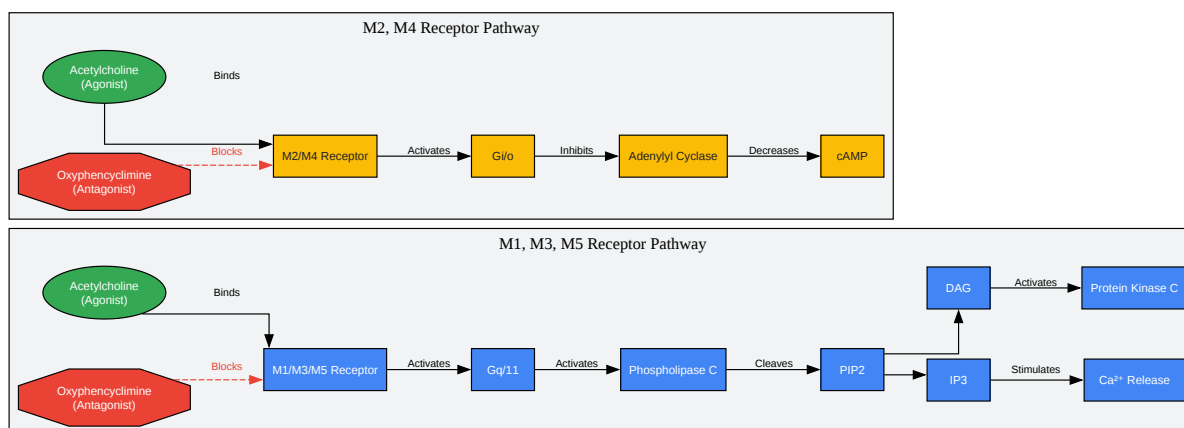 M2, M4 Receptor Pathway
Acetylcholine
(Agonist)
Binds
Oxyphencyclimine
(Antagonist)
Blocks
M2/M4 Receptor
Activates
Gi/o
Inhibits
Adenylyl Cyclase
Decreases
cAMP
M1, M3, M5 Receptor Pathway
Acetylcholine
(Agonist)
Binds
Oxyphencyclimine
(Antagonist)
Blocks
M1/M3/M5 Receptor
Activates
Gq/11
Activates
Phospholipase C
Cleaves
PIP2
DAG
Activates
Protein Kinase C
IP3
Stimulates
Ca²⁺ Release